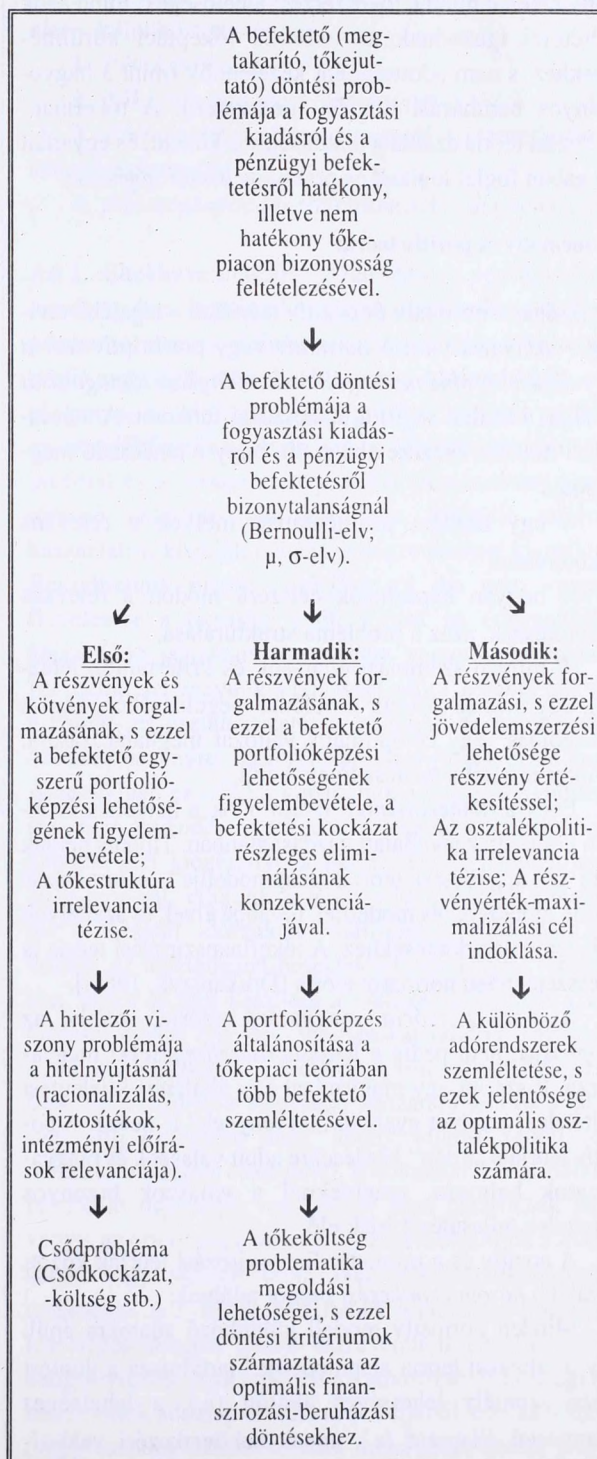 A befektető (meg-
takarító, tőkejut-
tató) döntési prob-
lémája a fogyasztási
kiadásról és a
pénzügyi befek-
tetésről hatékony,
illetve nem
hatékony tőke-
piacon bizonyosság
feltételezésével.
A befektető döntési
problémája a
fogyasztási kiadás-
ról és a pénzügyi
befektetésről
bizonytalanságnál
(Bernoulli-elv;
μ, σ-elv).
Első:
A részvények és
kötvények forgal-
mazásának, s ezzel
a befektető egy-
szerű portfolió-
képzési lehetősé-
gének figyelem-
bevétele;
A tőkestruktúra
irrelevancia
tézise.
A hitelezői vi-
szony problémája
a hitelnyújtásnál
(racionalizálás,
biztosítékok,
intézményi előírá-
sok relevanciája).
Csődprobléma
(Csődkockázat,
-költség stb.)
Harmadik:
A részvények for-
galmazásának, s
ezzel a befektető
portfolióképzési
lehetőségének
figyelembevétele, a
befektetési kockázat
részleges elimi-
nálásának
konzekvenciá-
jával.
A portfolióképzés
általánosítása a
tőkepiaci teóriában
több befektető
szemléltetésével.
A tőkeköltség
problematika
megoldási
lehetőségei, s ezzel
döntési kritériumok
származtatása az
optimális finan-
szírozási-beruházási
döntésekhez.
Második:
A részvények for-
galmazási, s ezzel
jövedelemszerzési
lehetősége
részvény érté-
kesítéssel;
Az osztalékpoliti-
ka irrelevancia
tézise; A rész-
vényérték-maxi-
malizálási cél
indoklása.
A különböző
adórendszerek
szemléltetése, s
ezek jelentősége
az optimális osz-
talékpolitika
számára.